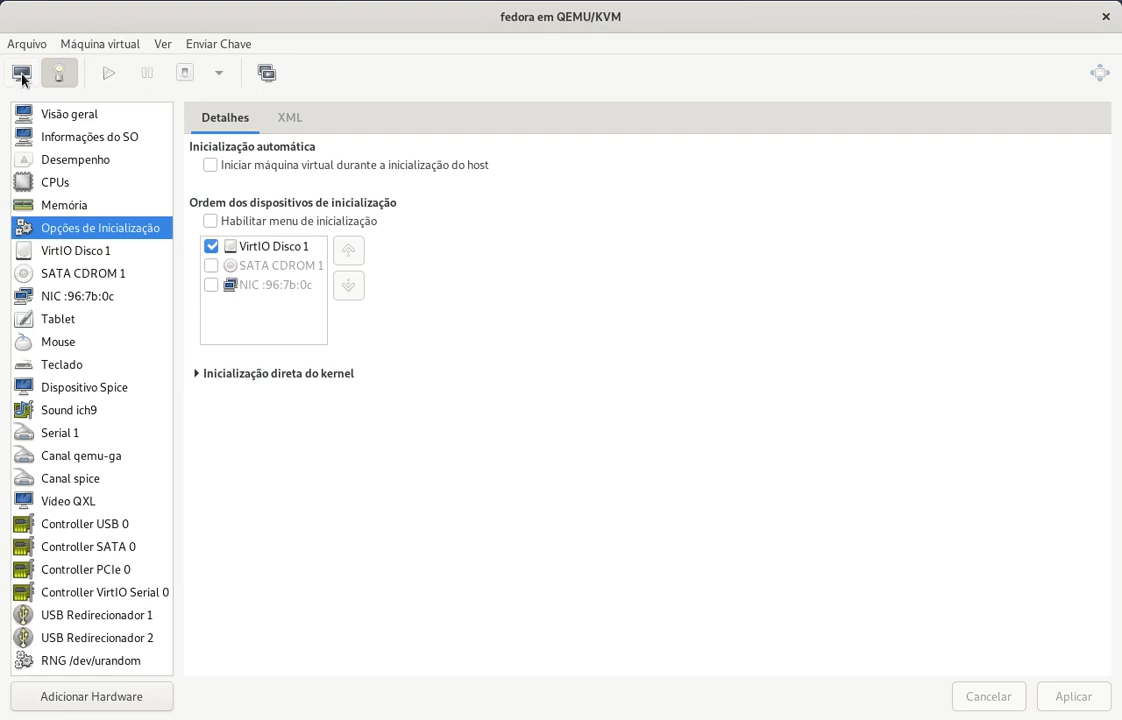 fedora em QEMU/KVM
Arquivo Máquina virtual Ver Enviar Chave
Visão geral
Informações do SO
Desempenho
CPUs
Memória
Opções de Inicialização
VirtIO Disco 1
SATA CDROM 1
NIC :96:7b:0c
Tablet
Mouse
Teclado
Dispositivo Spice
Sound ich9
Serial 1
Canal qemu-ga
Canal spice
Vídeo QXL
Controller USB 0
Controller SATA 0
Controller PCIe 0
Controller VirtIO Serial 0
USB Redirecionador 1
USB Redirecionador 2
RNG /dev/urandom
Adicionar Hardware
Detalhes XML
Inicialização automática
Iniciar máquina virtual durante a inicialização do host
Ordem dos dispositivos de inicialização
Habilitar menu de inicialização
VirtIO Disco 1
SATA CDROM 1
NIC :96:7b:0c
Inicialização direta do kernel
Cancelar Aplicar